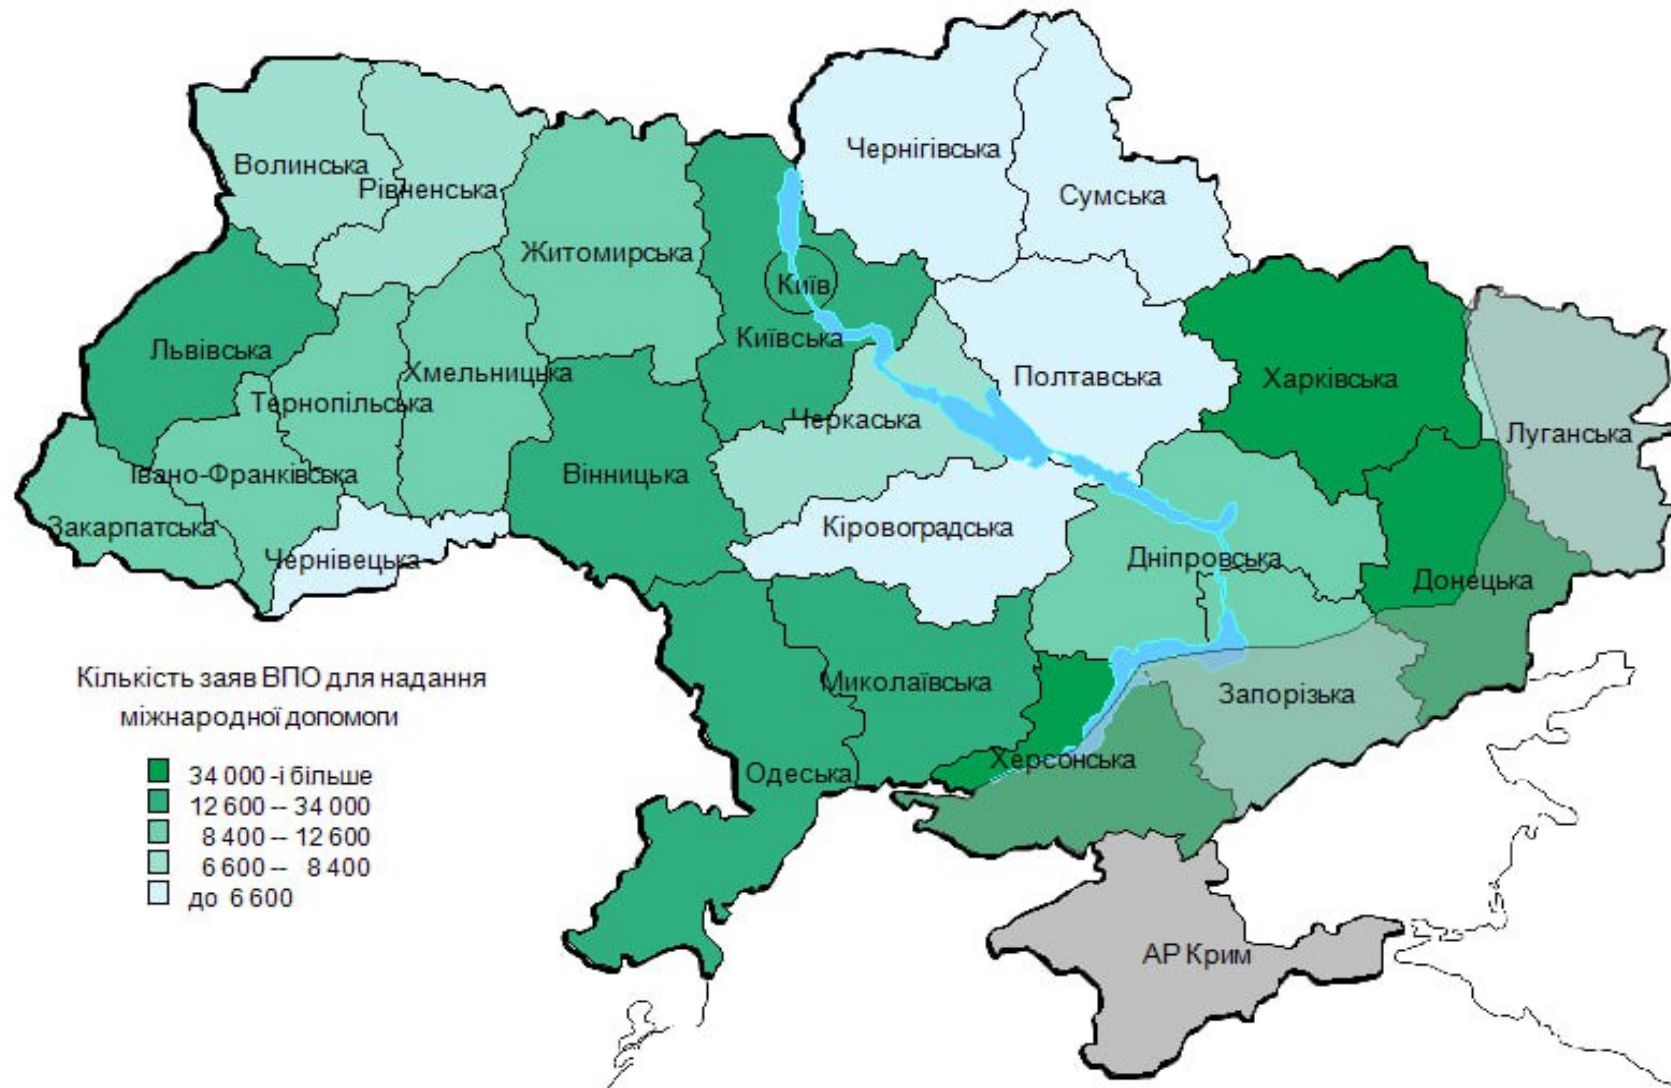 Чернігівська
Волинська
Рівненська
Сумська
Житомирська
Київ
Київська
Львівська
Хмельницька
Полтавська
Харківська
Тернопільська
Черкаська
Луганська
Івано-Франківська
Вінницька
Закарпатська
Кіровоградська
Чернівецька
Дніпровська
Донецька
Миколаївська
Запорізька
Херсонська
Одеська
АР Крим
Кількість заяв ВПО для надання
міжнародної допомоги
34 000 -і більше
12 600 -- 34 000
8 400 -- 12 600
6 600 -- 8 400
до 6 600